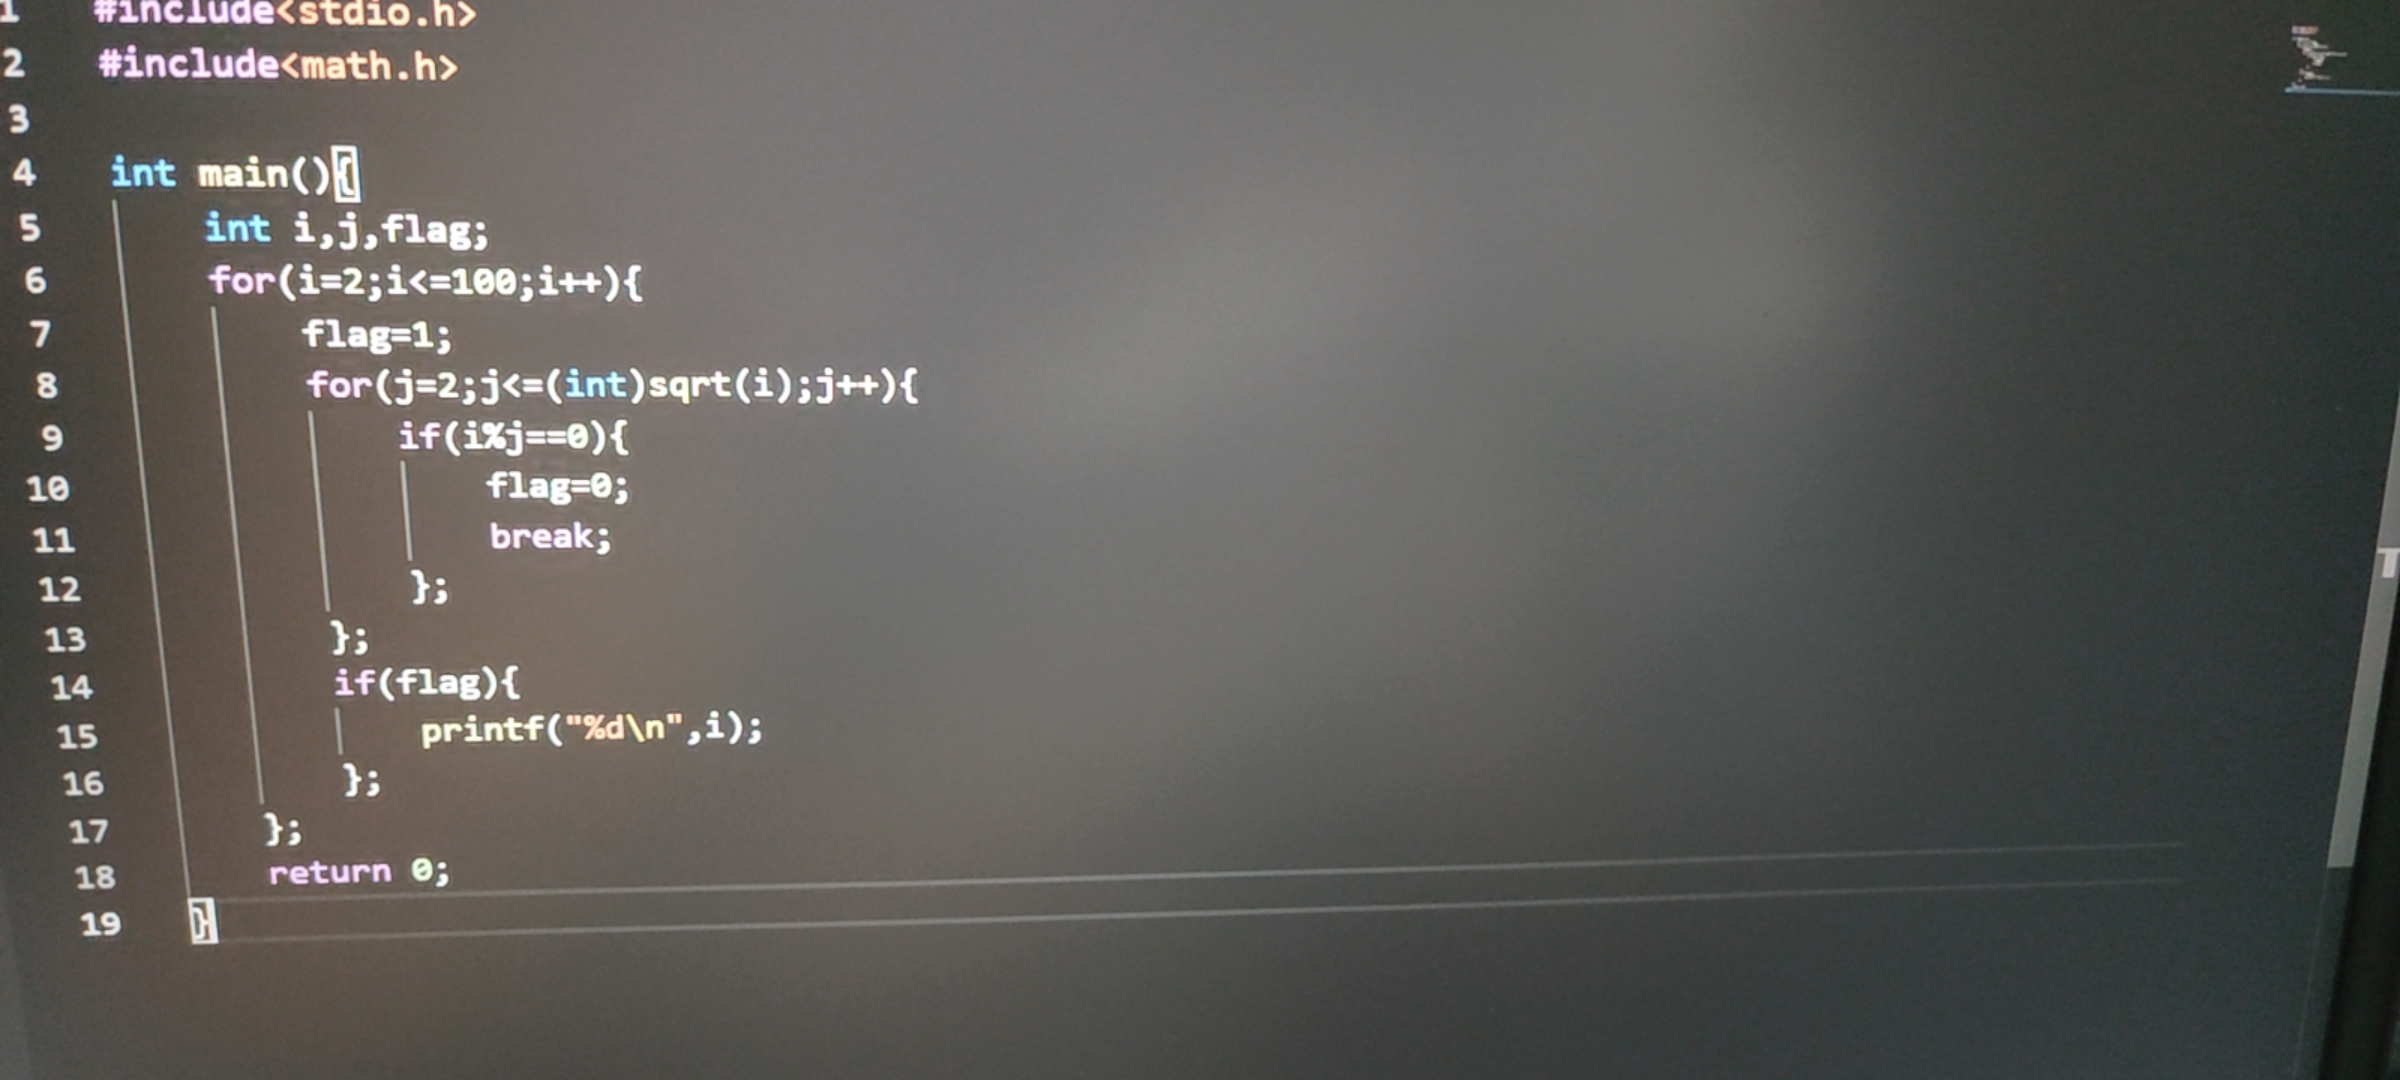 1 #include<stdio.h>
2 #include<math.h>
3
4 int main(){
5 int i,j,flag;
6 for(i=2;i<=100;i++){
7 flag=1;
8 for(j=2;j<=(int)sqrt(i);j++){
9 if(i%j==0){
10 flag=0;
11 break;
12 };
13 };
14 if(flag){
15 printf("%d\n",i);
16 };
17 };
18 return 0;
19 }